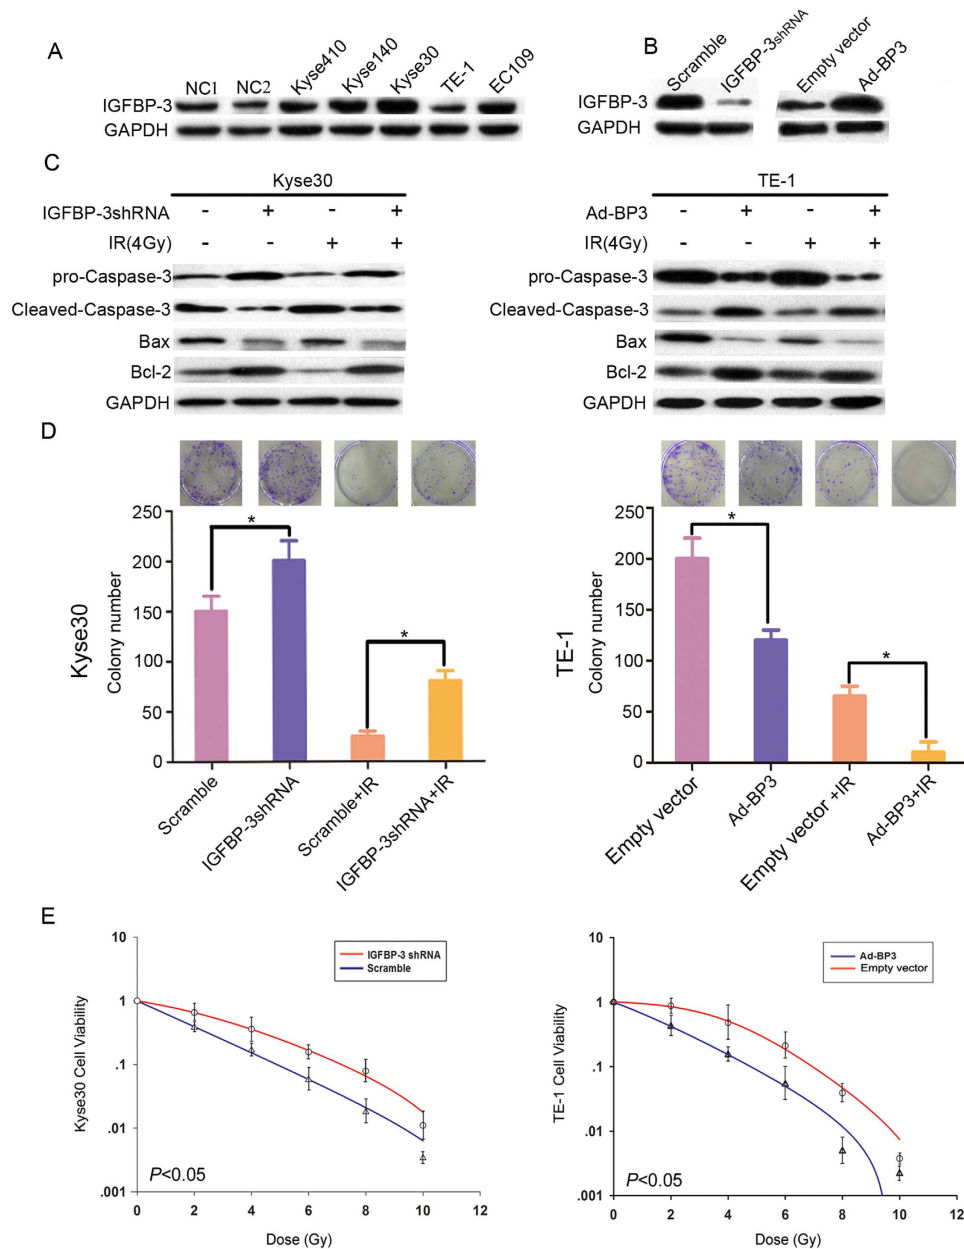 A
NC1 NC2 Kyse410 Kyse140 Kyse30 TE-1 EC109
IGFBP-3
GAPDH
B
Scramble IGFBP-3shRNA Empty vector Ad-BP3
IGFBP-3
GAPDH
C
Kyse30
IGFBP-3shRNA - + - +
IR(4Gy) - - + +
pro-Caspase-3
Cleaved-Caspase-3
Bax
Bcl-2
GAPDH
TE-1
Ad-BP3 - + - +
IR(4Gy) - - + +
pro-Caspase-3
Cleaved-Caspase-3
Bax
Bcl-2
GAPDH
D
Kyse30
Colony number
250
200
150
100
50
0
*
*
Scramble
IGFBP-3shRNA
Scramble+IR
IGFBP-3shRNA+IR
TE-1
Colony number
250
200
150
100
50
0
*
*
Empty vector
Ad-BP3
Empty vector +IR
Ad-BP3+IR
E
Kyse30 Cell Viability
10
1
.1
.01
.001
IGFBP-3 shRNA
Scramble
P<0.05
0 2 4 6 8 10 12
Dose (Gy)
TE-1 Cell Viability
10
1
.1
.01
.001
Ad-BP3
Empty vector
P<0.05
0 2 4 6 8 10 12
Dose (Gy)